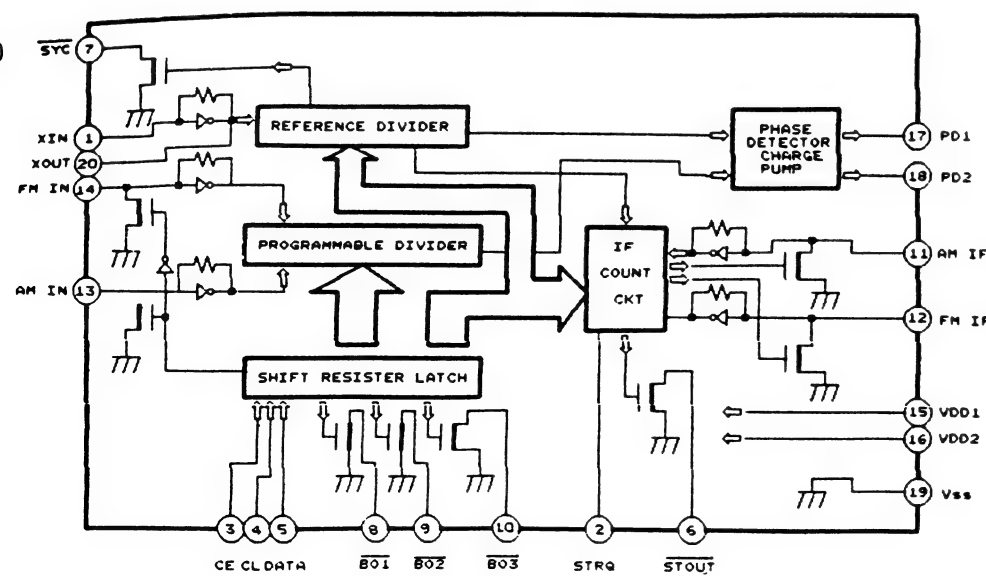 )
SYC 7
XIN 1
XOUT 20
FM IN 14
AM IN 13
REFERENCE DIVIDER
PROGRAMMABLE DIVIDER
SHIFT RESISTER LATCH
PHASE
DETECTOR
CHARGE
PUMP
IF
COUNT
CKT
17 PD1
18 PD2
11 AM IF
12 FM IF
15 VDD1
16 VDD2
19 Vss
3 4 5 8 9 10 2 6
CE CL DATA BO1 BO2 BO3 STRQ STOUT